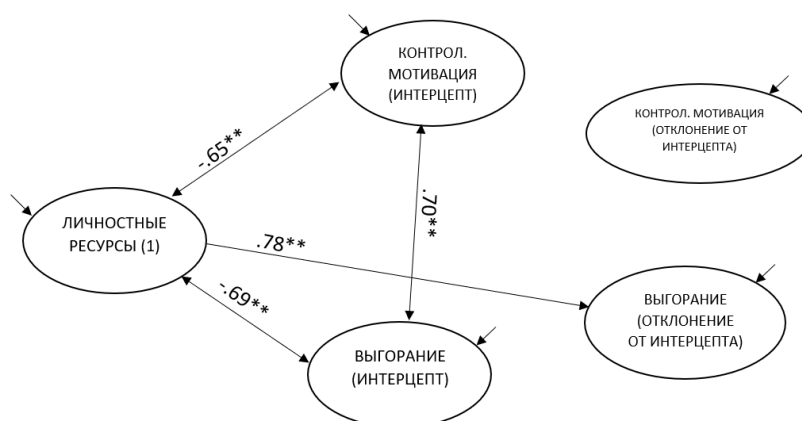 КОНТРОЛ.
МОТИВАЦИЯ
(ИНТЕРЦЕПТ)
КОНТРОЛ. МОТИВАЦИЯ
(ОТКЛОНЕНИЕ ОТ
ИНТЕРЦЕПТА)
-.65**
.70**
ЛИЧНОСТНЫЕ
РЕСУРСЫ (1)
.78**
-.69**
ВЫГОРАНИЕ
(ОТКЛОНЕНИЕ
ОТ ИНТЕРЦЕПТА)
ВЫГОРАНИЕ
(ИНТЕРЦЕПТ)